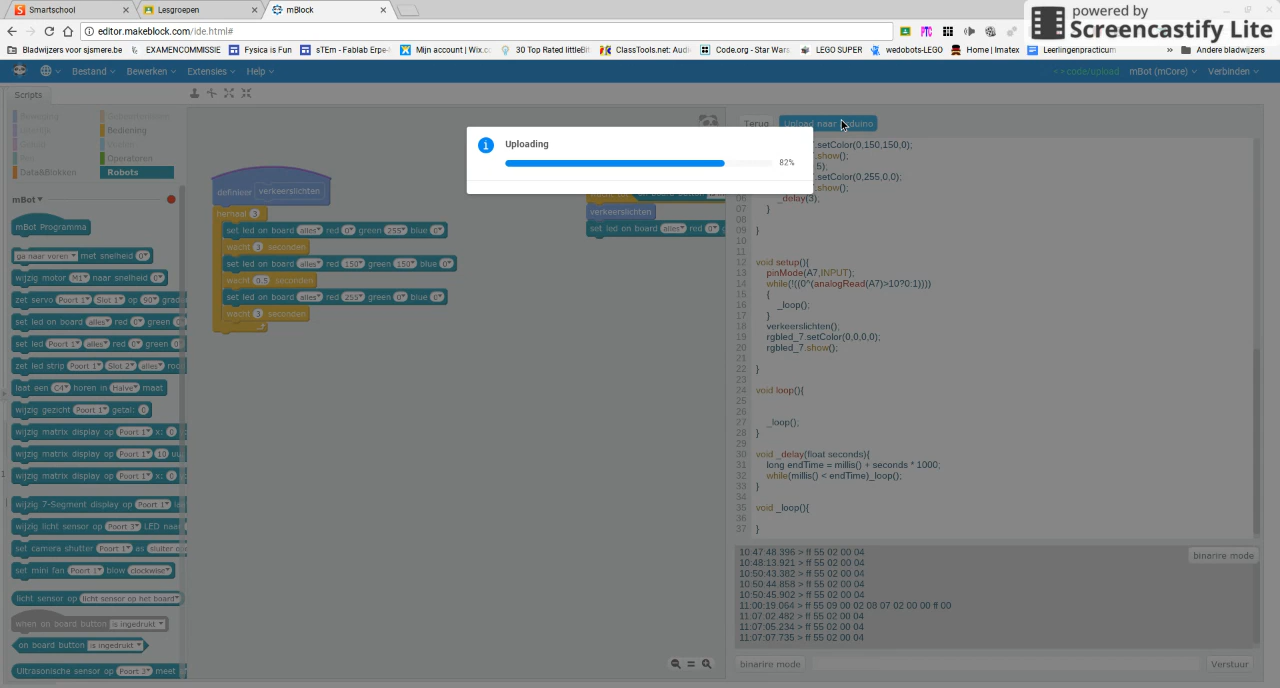 Smartschool
Lesgroepen
mBlock
powered by
Screencastify Lite
editor.makeblock.com/ide.html#
Bladwijzers voor sjsmere.be
EXAMENCOMMISSIE
Fysica is Fun
sTEm - Fablab Erpe-
Mijn account | Wix.c
30 Top Rated littleBit
ClassTools.net: Audi
Code.org - Star Wars
LEGO SUPER
wedobots-LEGO
Home | Imatex
Leerlingenpracticum
»
Andere bladwijzers
Bestand
Bewerken
Extensies
Help
<> code/upload
mBot (mCore)
Verbinden
Scripts
Bediening
Operatoren
Data&Blokken
Robots
mBot
mBot Programma
ga naar voren met snelheid 0
wijzig motor M1 naar snelheid 0
zet servo Poort 1 Slot 1 op 90 grad
set led on board alles red 0 green
set led Poort 1 alles red 0 green
zet led strip Poort 1 Slot 2 alles roo
laat een C4 horen in Halve maat
wijzig gezicht Poort 1 getal: 0
wijzig matrix display op Poort 1 x: 0
wijzig matrix display op Poort 1 10 uu
wijzig matrix display op Poort 1 x: 0
wijzig 7-Segment display op Poort 1
wijzig licht sensor op Poort 3 LED naar
set camera shutter Poort 1 as sluiter
set mini fan Poort 1 blow clockwise
licht sensor op licht sensor op het board
when on board button is ingedrukt
on board button is ingedrukt
Ultrasonische sensor op Poort 3 meet
definieer verkeerslichten
herhaal 3
set led on board alles red 0 green 255 blue 0
wacht 3 seconden
set led on board alles red 150 green 150 blue 0
wacht 0.5 seconden
set led on board alles red 255 green 0 blue 0
wacht 3 seconden
verkeerslichten
set led on board alles red 0
Uploading
82%
Terug
Upload naar Arduino
.setColor(0,150,150,0);
.show();
5);
.setColor(0,255,0,0);
.show();
06 _delay(3);
07 }
08
09 }
10
11
12 void setup(){
13 pinMode(A7,INPUT);
14 while(!((0^(analogRead(A7)>10?0:1))))
15 {
16 _loop();
17 }
18 verkeerslichten();
19 rgbled_7.setColor(0,0,0,0);
20 rgbled_7.show();
21
22 }
23
24 void loop(){
25
26
27 _loop();
28 }
29
30 void _delay(float seconds){
31 long endTime = millis() + seconds * 1000;
32 while(millis() < endTime)_loop();
33 }
34
35 void _loop(){
36
37 }
10:47:48.396 > ff 55 02 00 04
10:48:13.921 > ff 55 02 00 04
10:50:43.382 > ff 55 02 00 04
10:50:44.858 > ff 55 02 00 04
10:50:45.902 > ff 55 02 00 04
11:00:19.064 > ff 55 09 00 02 08 07 02 00 00 ff 00
11:07:02.482 > ff 55 02 00 04
11:07:05.234 > ff 55 02 00 04
11:07:07.735 > ff 55 02 00 04
binarire mode
binarire mode
Verstuur